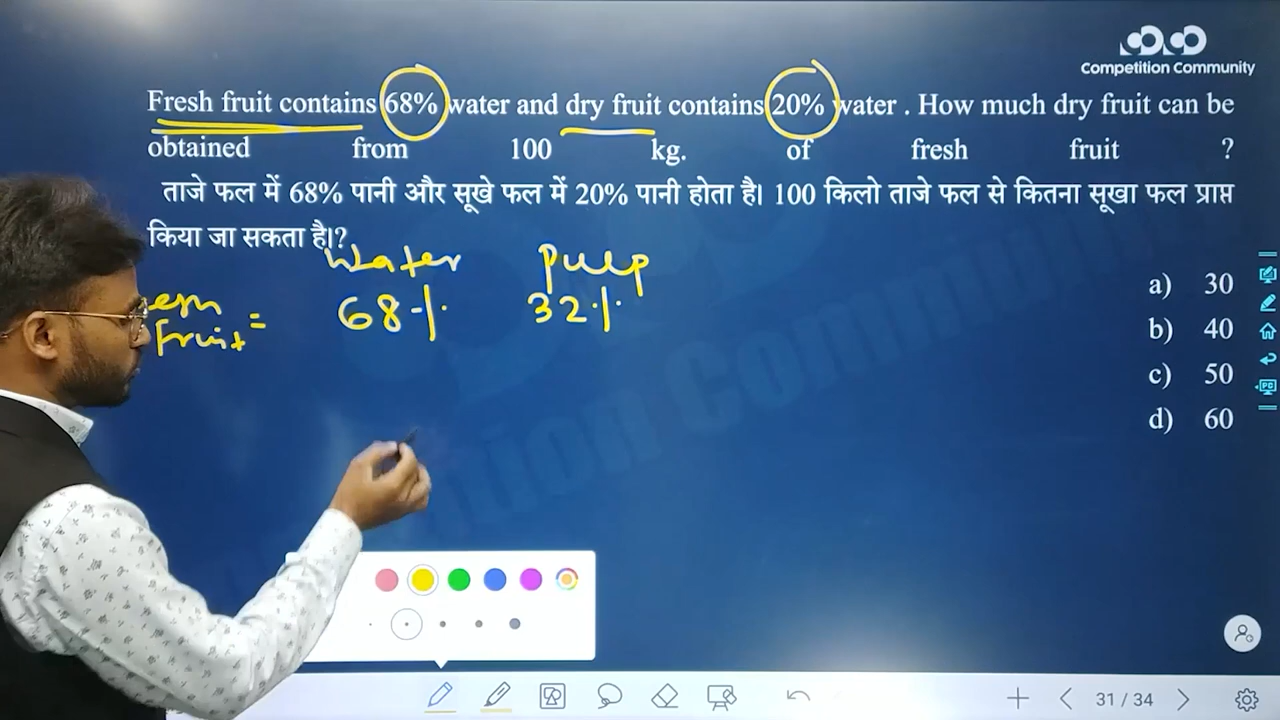 Competition Community
Fresh fruit contains 68% water and dry fruit contains 20% water . How much dry fruit can be
obtained from 100 kg. of fresh fruit ?
ताजे फल में 68% पानी और सूखे फल में 20% पानी होता है। 100 किलो ताजे फल से कितना सूखा फल प्राप्त
किया जा सकता है।?
Water Pulp
68% 32%
Fruit =
a) 30
b) 40
c) 50
d) 60
31 / 34